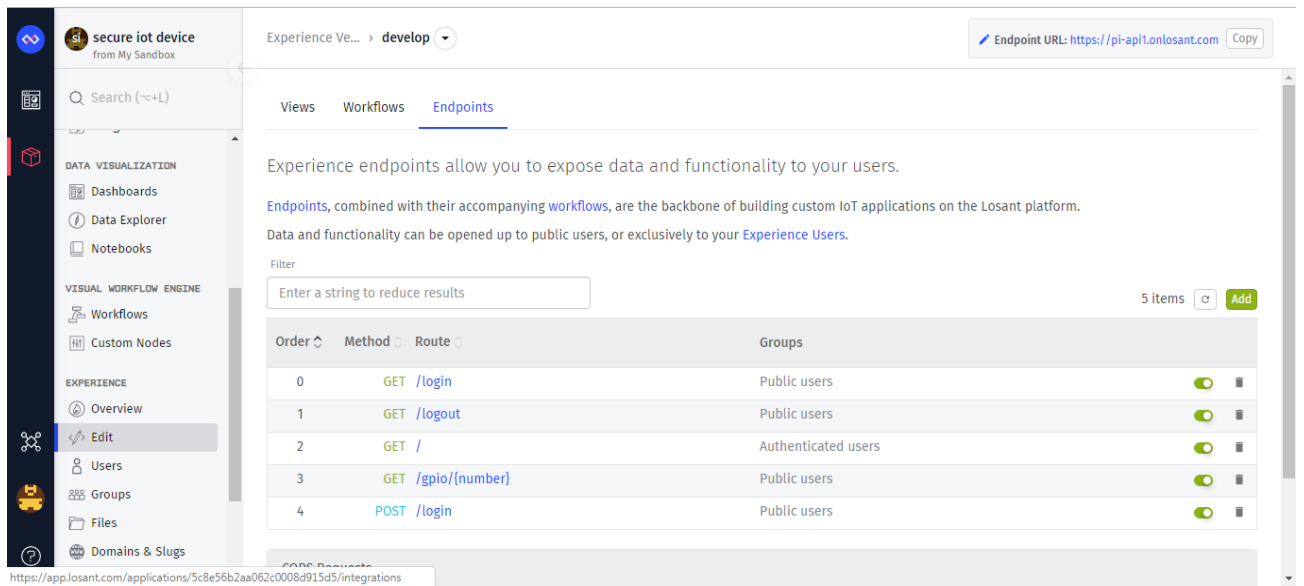 si
secure iot device
from My Sandbox
Experience Ve... › develop
Endpoint URL: https://pi-api1.onlosant.com Copy
Search (⌥+L)
DATA VISUALIZATION
Dashboards
Data Explorer
Notebooks
VISUAL WORKFLOW ENGINE
Workflows
Custom Nodes
EXPERIENCE
Overview
Edit
Users
Groups
Files
Domains & Slugs
Views Workflows Endpoints
Experience endpoints allow you to expose data and functionality to your users.
Endpoints, combined with their accompanying workflows, are the backbone of building custom IoT applications on the Losant platform.
Data and functionality can be opened up to public users, or exclusively to your Experience Users.
Filter
Enter a string to reduce results
5 items Add
Order Method Route Groups
0 GET /login Public users
1 GET /logout Public users
2 GET / Authenticated users
3 GET /gpio/{number} Public users
4 POST /login Public users
CORS Requests
https://app.losant.com/applications/5c8e56b2aa062c0008d915d5/integrations